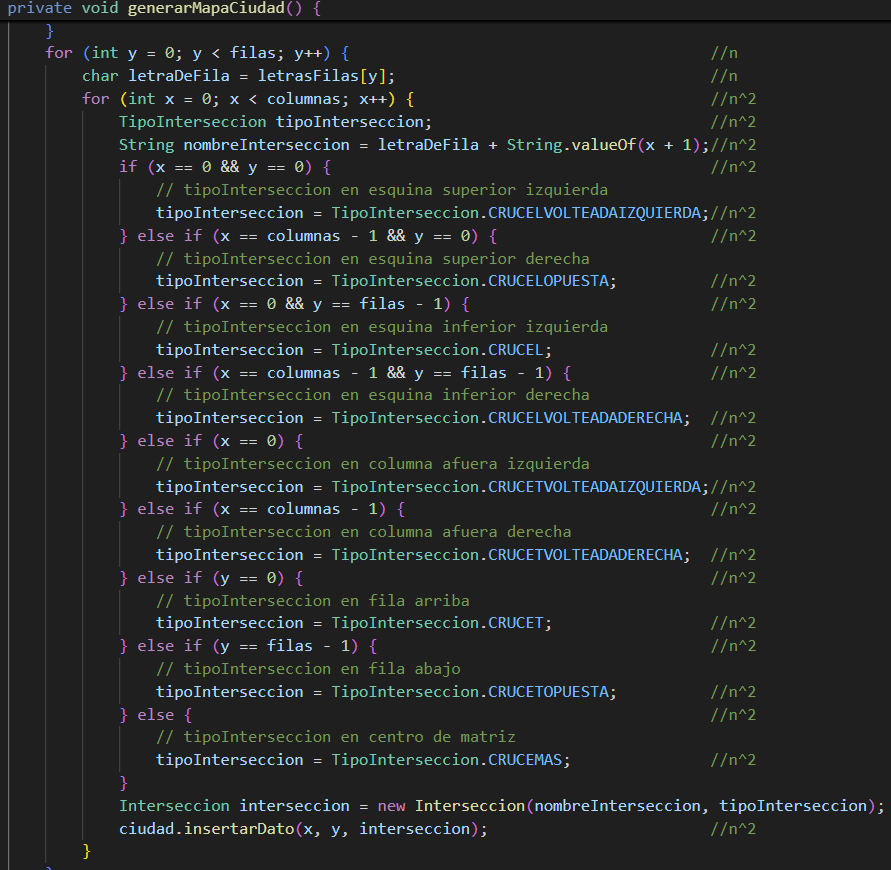 private void generarMapaCiudad() {
    }
    for (int y = 0; y < filas; y++) { //n
        char letraDeFila = letrasFilas[y]; //n
        for (int x = 0; x < columnas; x++) { //n^2
            TipoInterseccion tipoInterseccion; //n^2
            String nombreInterseccion = letraDeFila + String.valueOf(x + 1);//n^2
            if (x == 0 && y == 0) { //n^2
                // tipoInterseccion en esquina superior izquierda
                tipoInterseccion = TipoInterseccion.CRUCELVOLTEADAIZQUIERDA;//n^2
            } else if (x == columnas - 1 && y == 0) { //n^2
                // tipoInterseccion en esquina superior derecha
                tipoInterseccion = TipoInterseccion.CRUCELOPUESTA; //n^2
            } else if (x == 0 && y == filas - 1) { //n^2
                // tipoInterseccion en esquina inferior izquierda
                tipoInterseccion = TipoInterseccion.CRUCEL; //n^2
            } else if (x == columnas - 1 && y == filas - 1) { //n^2
                // tipoInterseccion en esquina inferior derecha
                tipoInterseccion = TipoInterseccion.CRUCELVOLTEADADERECHA; //n^2
            } else if (x == 0) { //n^2
                // tipoInterseccion en columna afuera izquierda
                tipoInterseccion = TipoInterseccion.CRUCETVOLTEADAIZQUIERDA;//n^2
            } else if (x == columnas - 1) { //n^2
                // tipoInterseccion en columna afuera derecha
                tipoInterseccion = TipoInterseccion.CRUCETVOLTEADADERECHA; //n^2
            } else if (y == 0) { //n^2
                // tipoInterseccion en fila arriba
                tipoInterseccion = TipoInterseccion.CRUCET; //n^2
            } else if (y == filas - 1) { //n^2
                // tipoInterseccion en fila abajo
                tipoInterseccion = TipoInterseccion.CRUCETOPUESTA; //n^2
            } else { //n^2
                // tipoInterseccion en centro de matriz
                tipoInterseccion = TipoInterseccion.CRUCEMAS; //n^2
            }
            Interseccion interseccion = new Interseccion(nombreInterseccion, tipoInterseccion);
            ciudad.insertarDato(x, y, interseccion); //n^2
        }